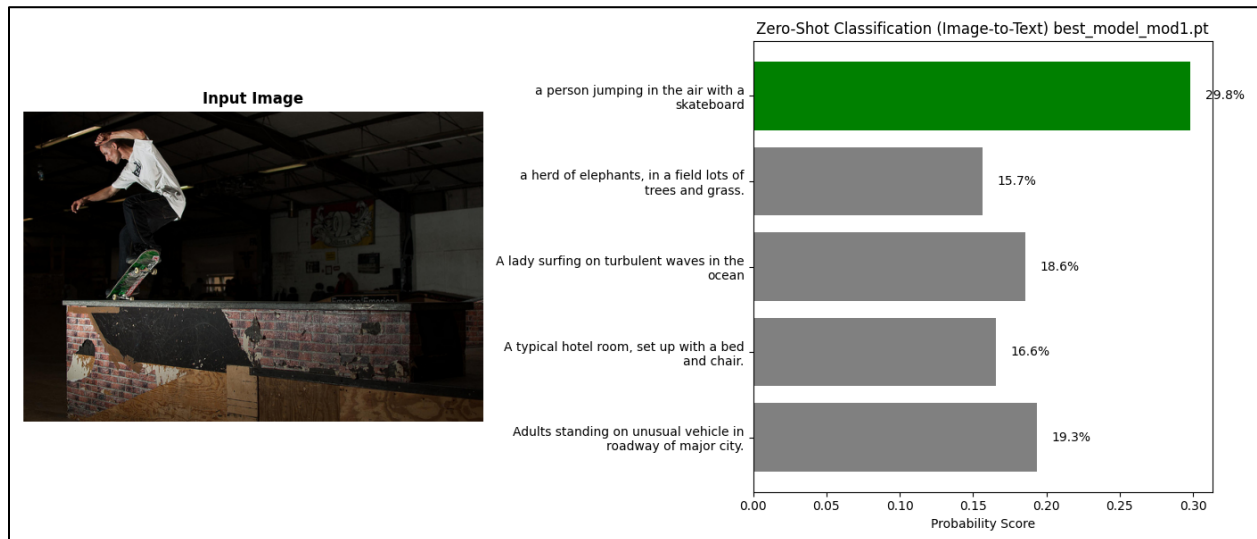 Input Image
Zero-Shot Classification (Image-to-Text) best_model_mod1.pt
a person jumping in the air with a
skateboard
29.8%
a herd of elephants, in a field lots of
trees and grass.
15.7%
A lady surfing on turbulent waves in the
ocean
18.6%
A typical hotel room, set up with a bed
and chair.
16.6%
Adults standing on unusual vehicle in
roadway of major city.
19.3%
0.00 0.05 0.10 0.15 0.20 0.25 0.30
Probability Score